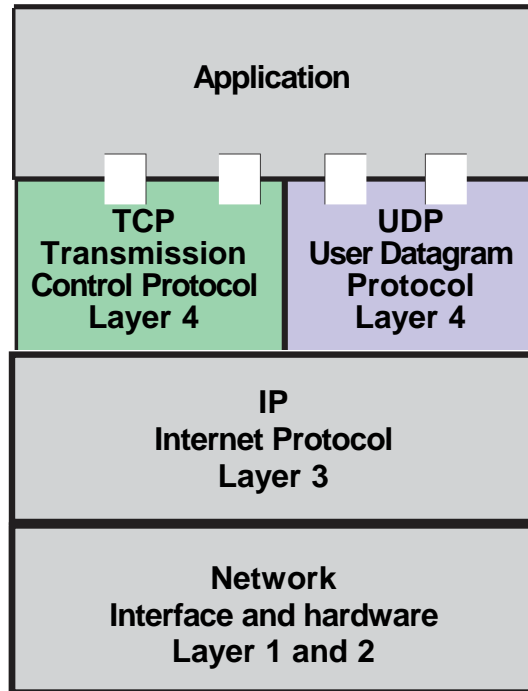 Application
TCP
Transmission
Control Protocol
Layer 4
UDP
User Datagram
Protocol
Layer 4
IP
Internet Protocol
Layer 3
Network
Interface and hardware
Layer 1 and 2